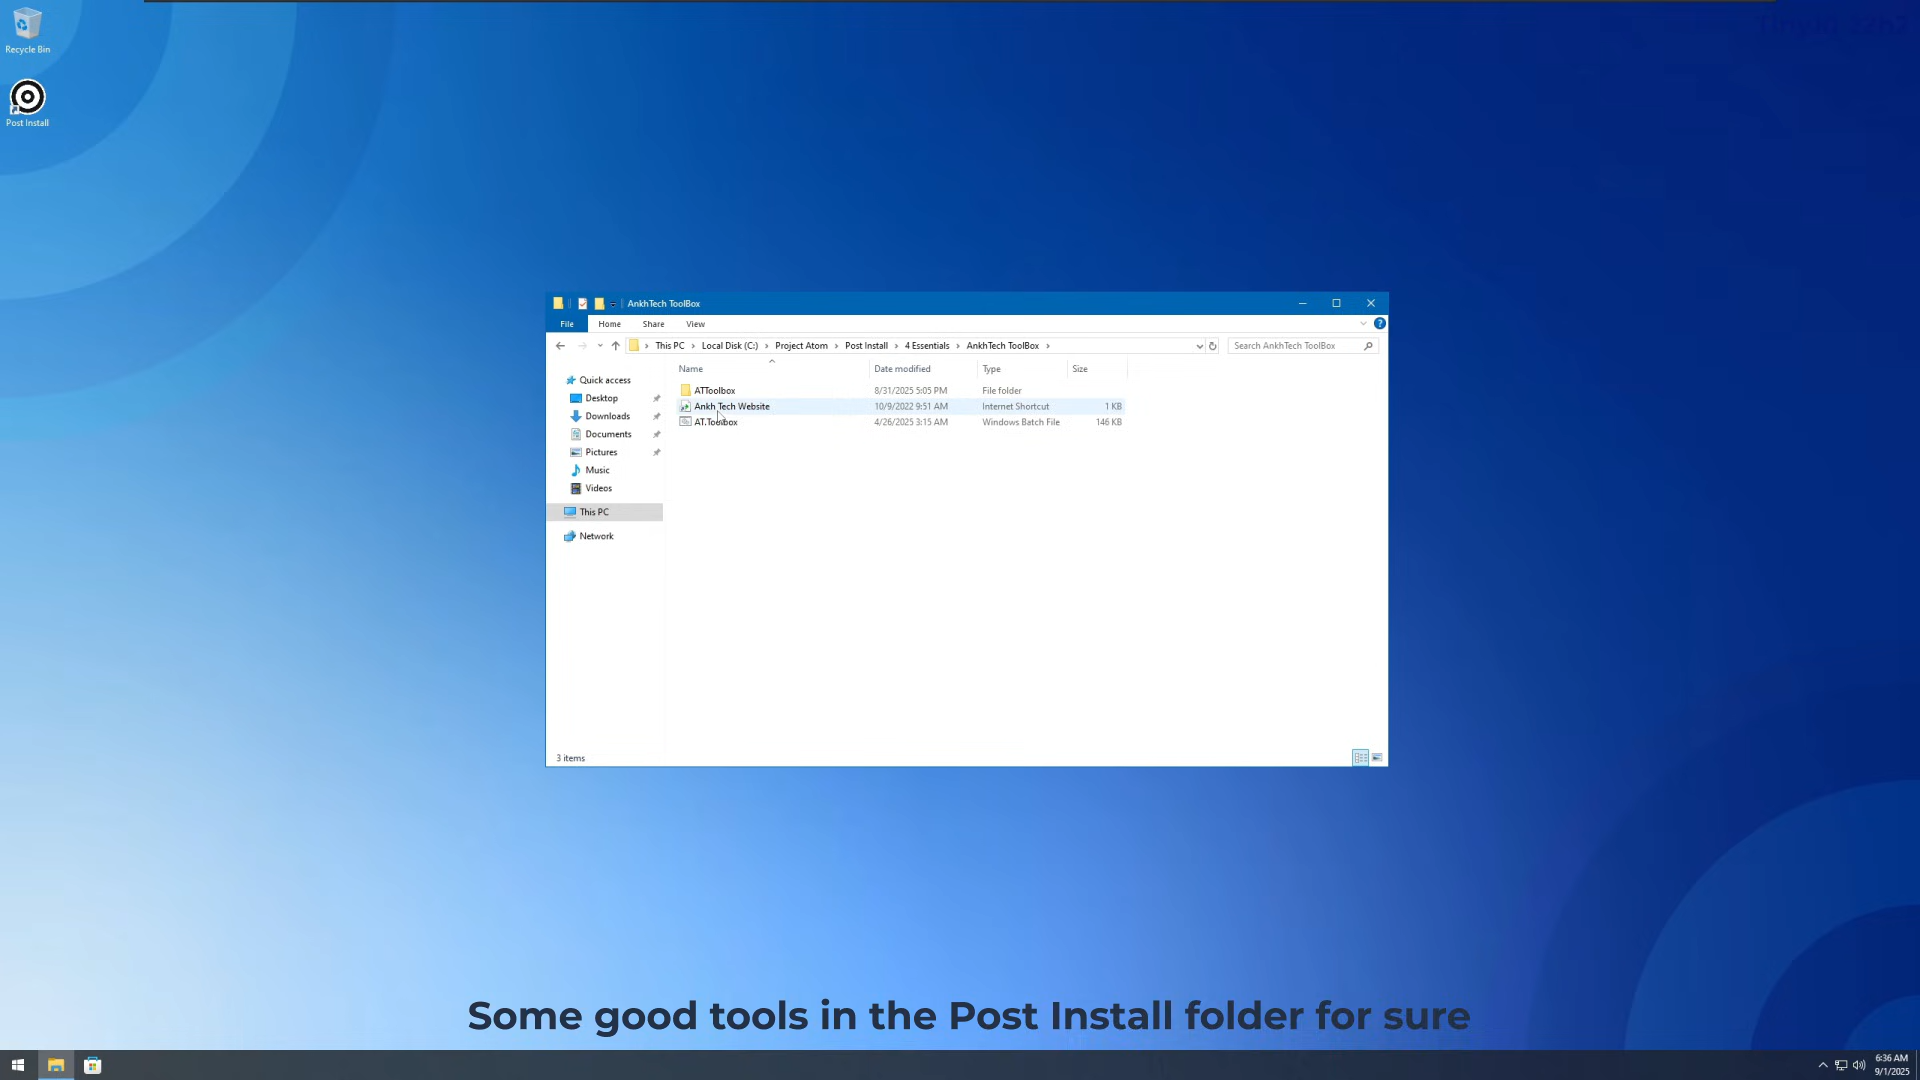 Recycle Bin
Post Install
AnkhTech ToolBox
File Home Share View
This PC Local Disk (C:) Project Atom Post Install 4 Essentials AnkhTech ToolBox
Search AnkhTech ToolBox
Name Date modified Type Size
Quick access
Desktop
Downloads
Documents
Pictures
Music
Videos
This PC
Network
ATToolbox 8/31/2025 5:05 PM File folder
Ankh Tech Website 10/9/2022 9:51 AM Internet Shortcut 1 KB
AT.Toolbox 4/26/2025 3:15 AM Windows Batch File 146 KB
3 items
Some good tools in the Post Install folder for sure
6:36 AM
9/1/2025